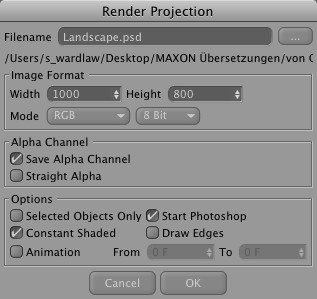 Render Projection
Filename Landscape.psd ...
/Users/s_wardlaw/Desktop/MAXON Übersetzungen/von C
Image Format
Width 1000 Height 800
Mode RGB 8 Bit
Alpha Channel
Save Alpha Channel
Straight Alpha
Options
Selected Objects Only Start Photoshop
Constant Shaded Draw Edges
Animation From 0 F To 0 F
Cancel OK